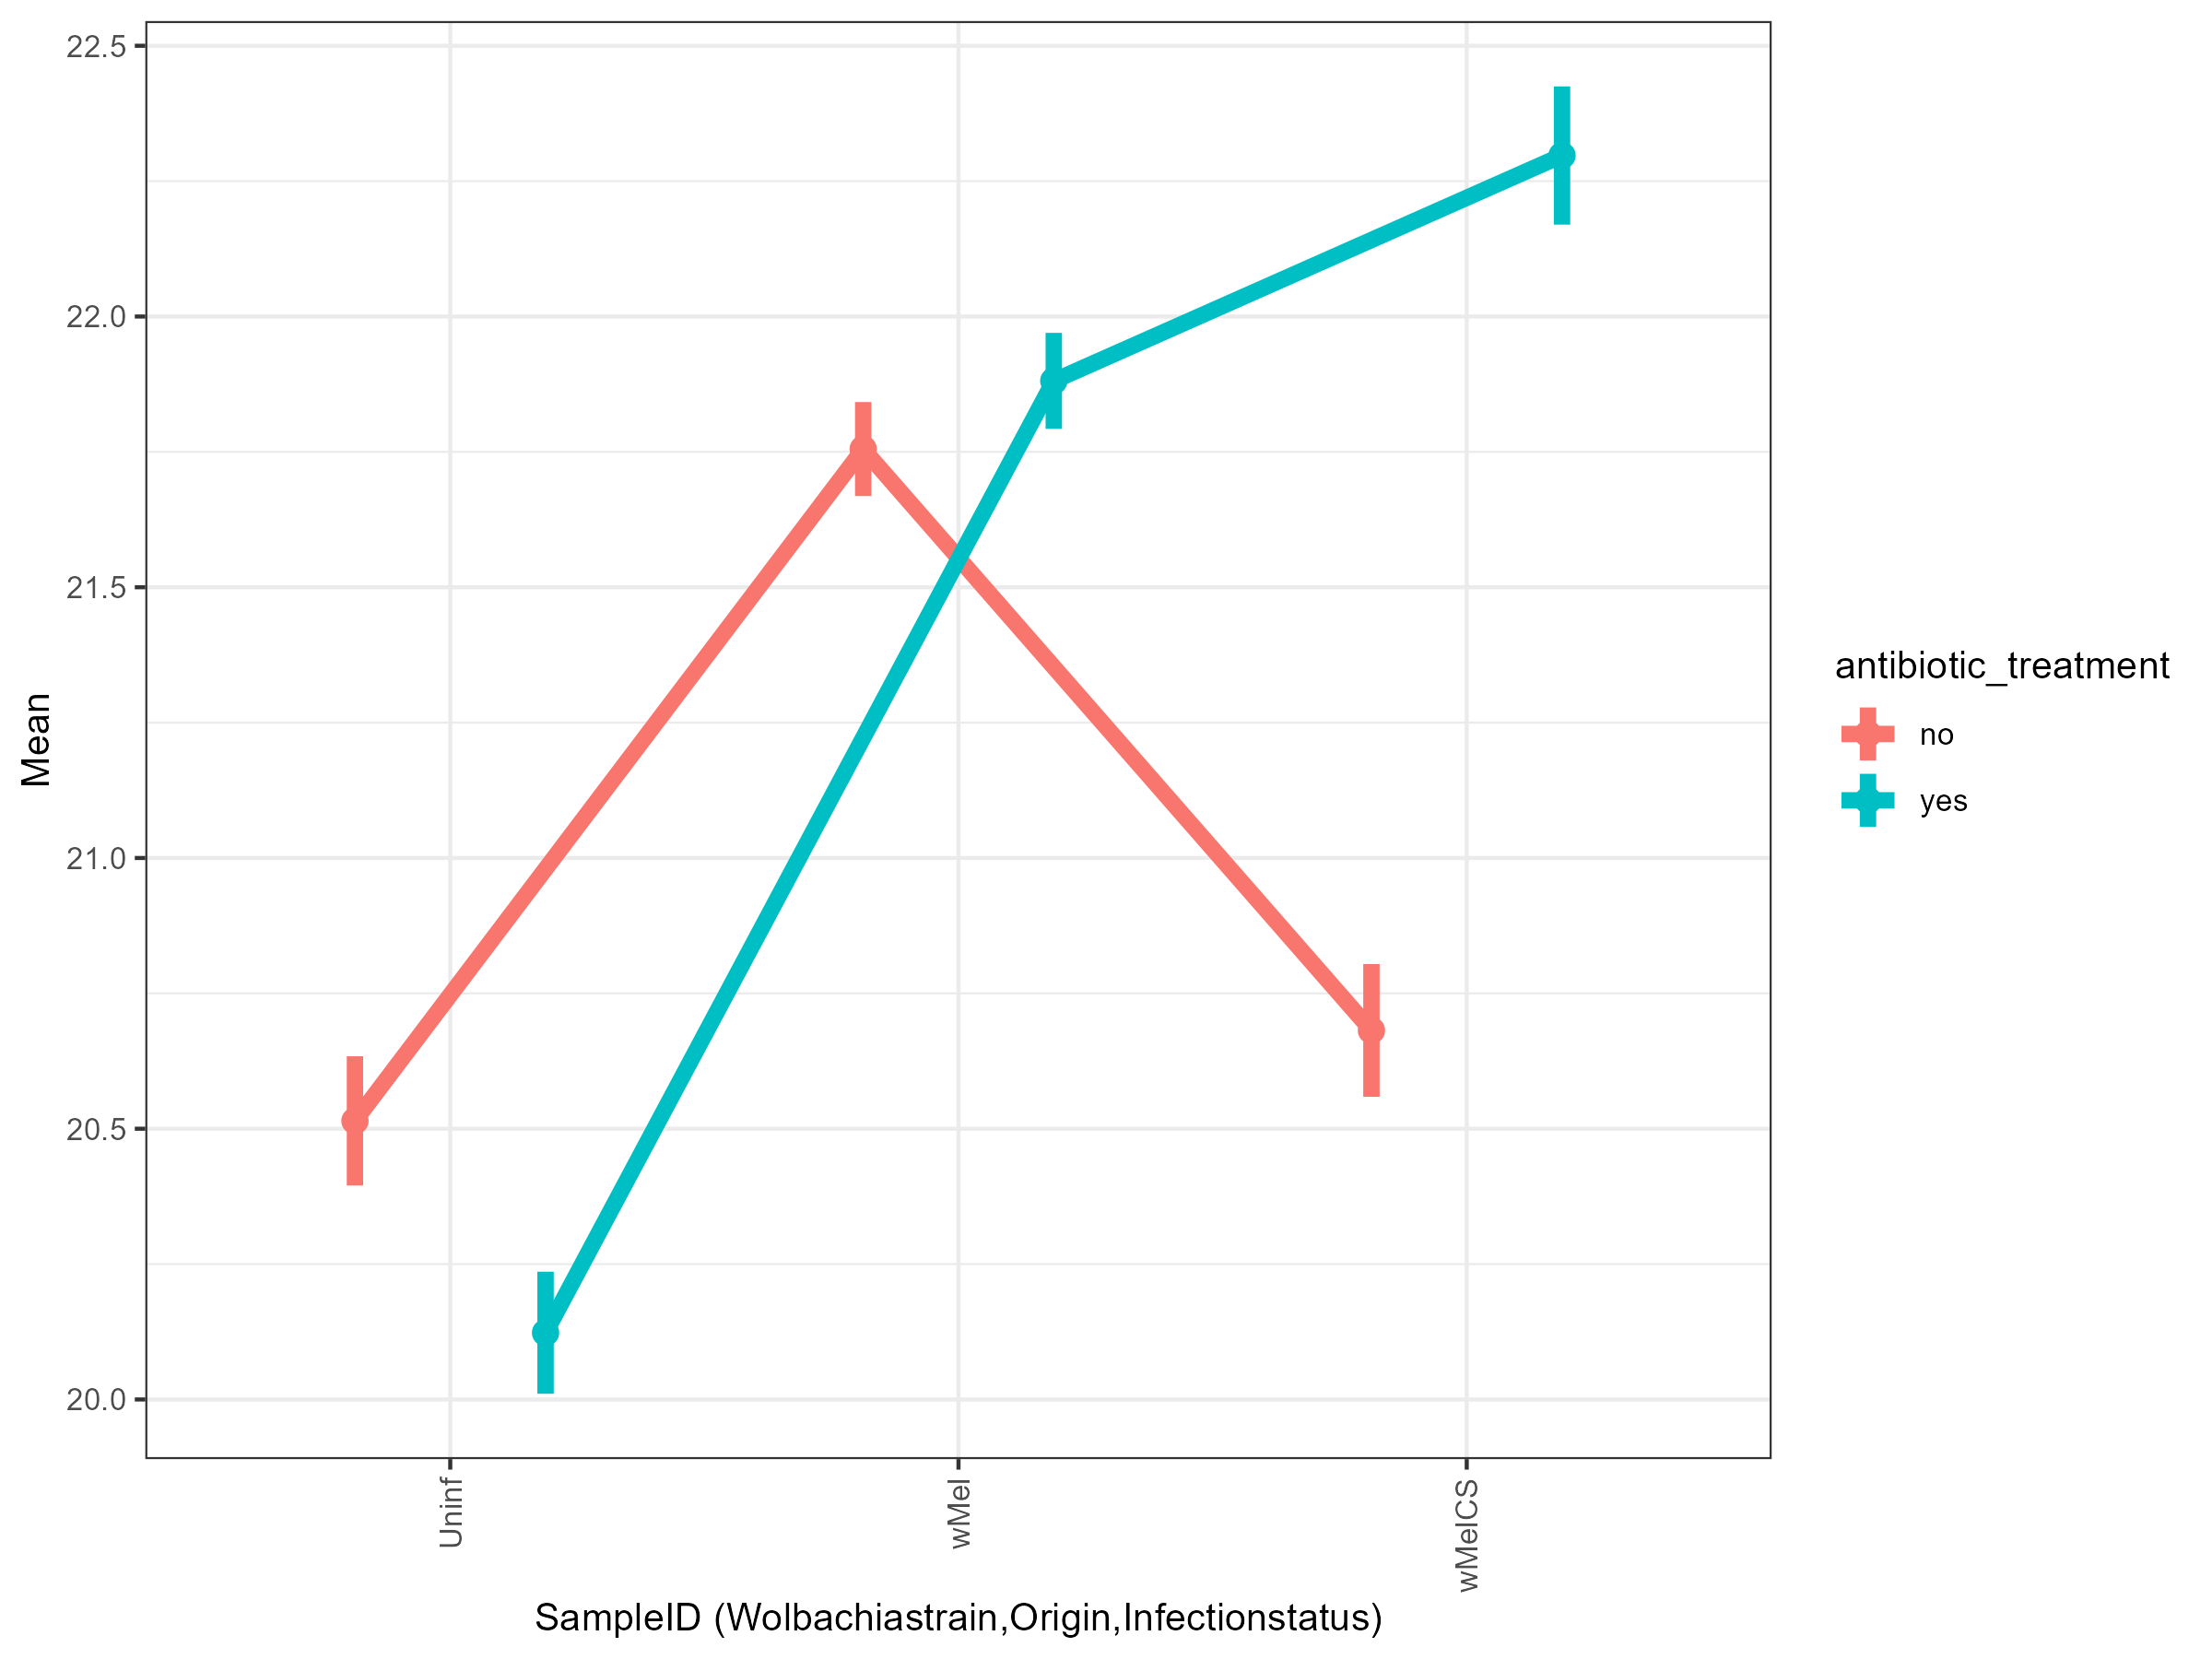 22.5
22.0
21.5
21.0
20.5
20.0
Mean
Uninf
wMel
wMelCS
SampleID (Wolbachiastrain,Origin,Infectionstatus)
antibiotic_treatment
no
yes